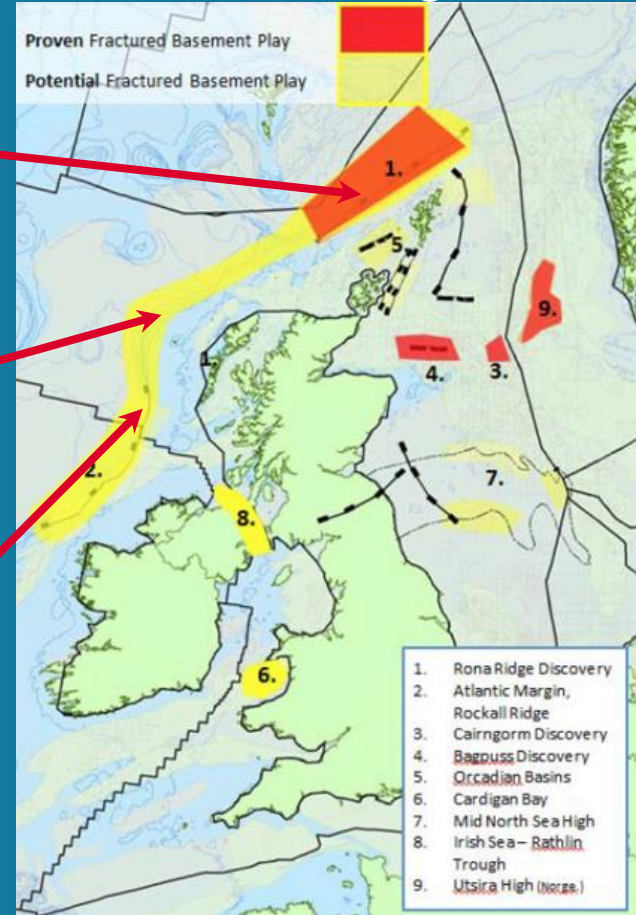 Proven Fractured Basement Play
Potential Fractured Basement Play
1.
5.
9.
1.
4.
3.
2.
7.
8.
6.
1. Rona Ridge Discovery
2. Atlantic Margin,
Rockall Ridge
3. Cairngorm Discovery
4. Bagpuss Discovery
5. Orcadian Basins
6. Cardigan Bay
7. Mid North Sea High
8. Irish Sea – Rathlin
Trough
9. Utsira High (Norge.)